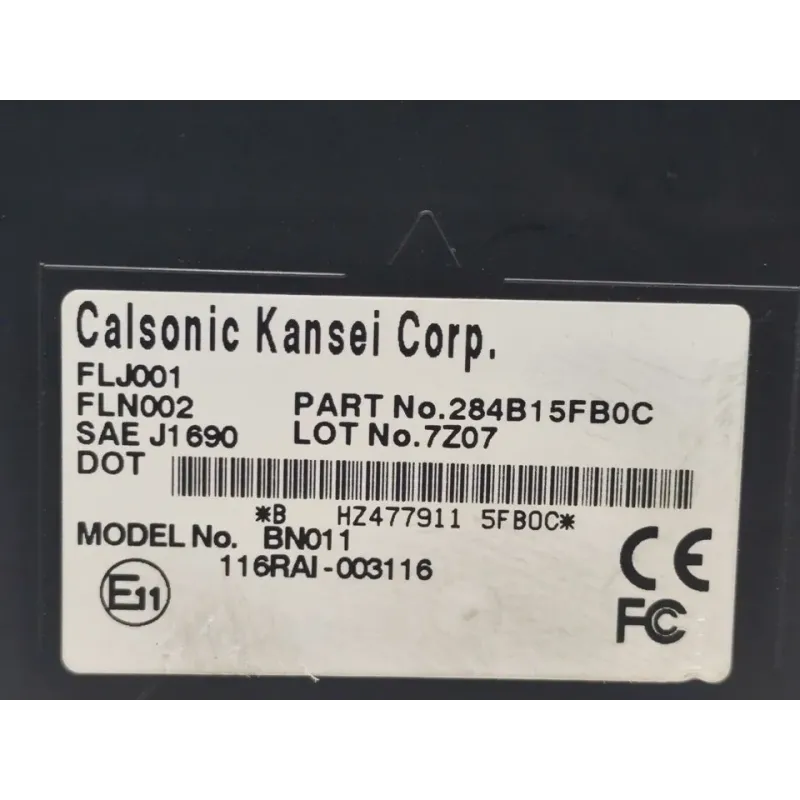 Calsonic Kansei Corp.
FLJ001
FLN002 PART No.284B15FB0C
SAE J1690 LOT No.7Z07
DOT
*B HZ477911 5FB0C*
MODEL No. BN011
116RAI-003116
E11
CE
FC